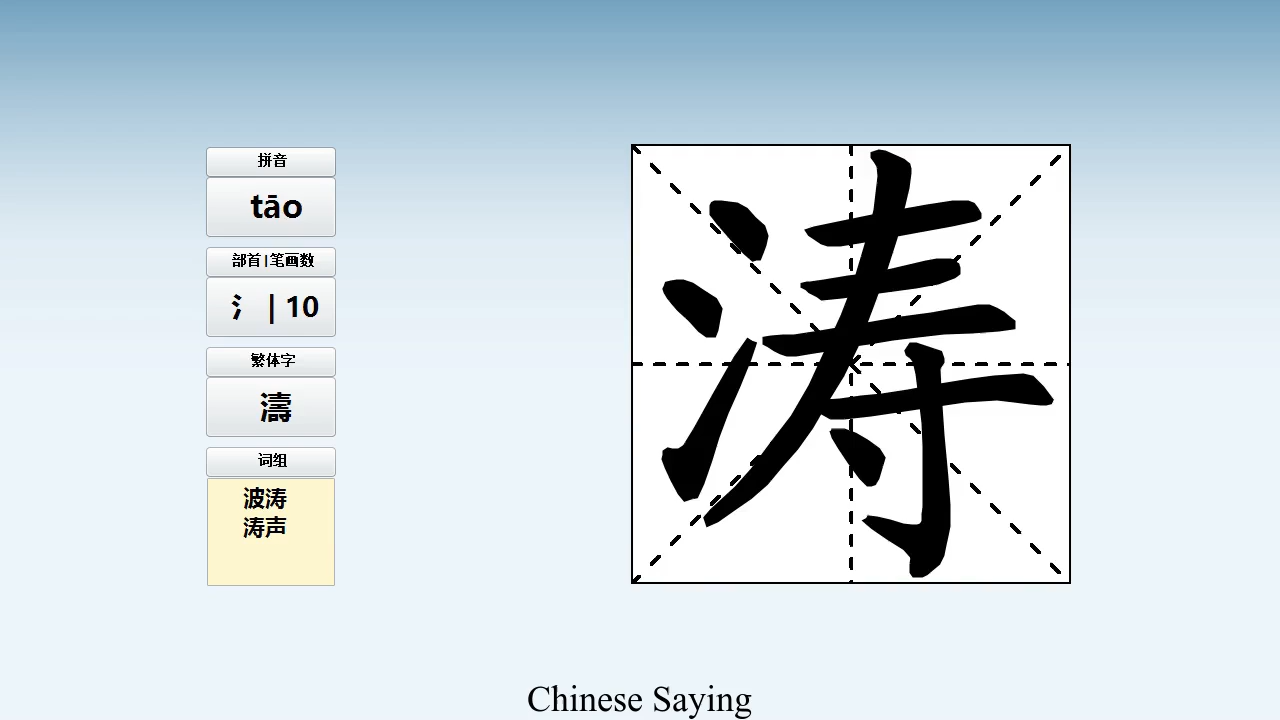 拼音
tāo
部首|笔画数
氵 | 10
繁体字
濤
词组
波涛
涛声
涛
Chinese Saying